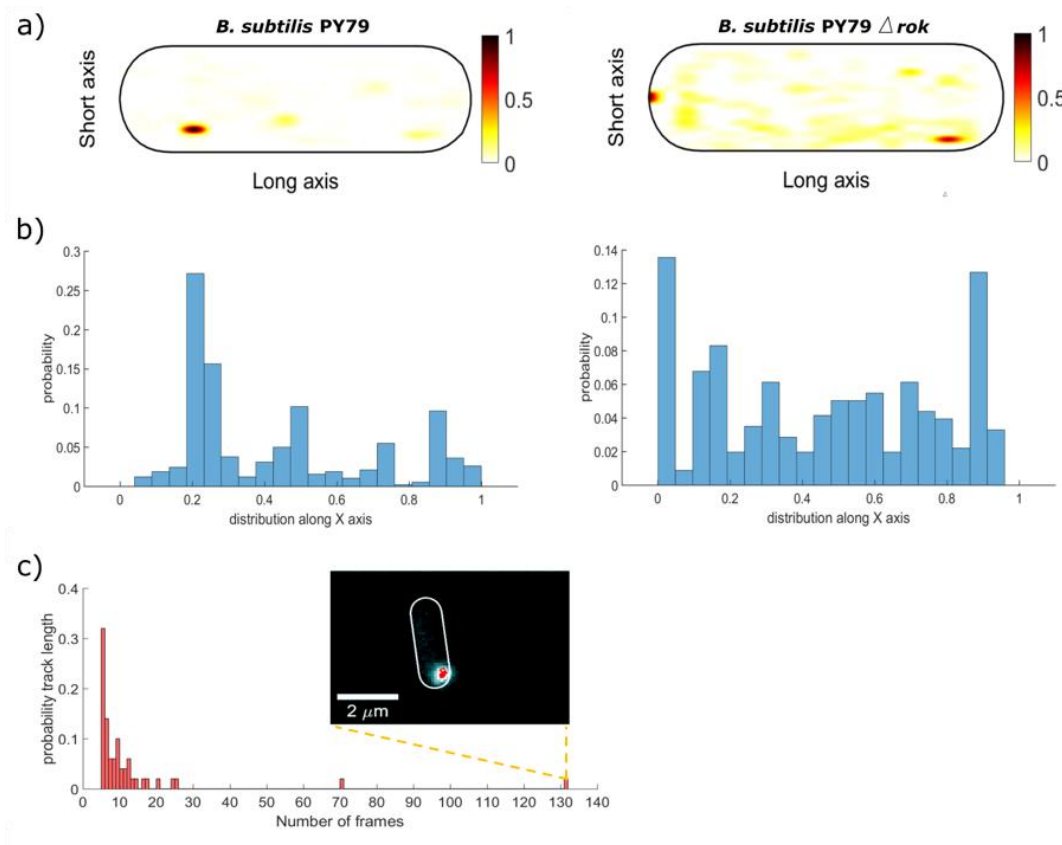 a)
B. subtilis PY79
Short axis
Long axis
1
0.5
0
B. subtilis PY79 △ rok
Short axis
Long axis
1
0.5
0
b)
probability
0.3
0.25
0.2
0.15
0.1
0.05
0
0 0.2 0.4 0.6 0.8 1
distribution along X axis
probability
0.14
0.12
0.1
0.08
0.06
0.04
0.02
0
0 0.2 0.4 0.6 0.8 1
distribution along X axis
c)
probability track length
0.4
0.3
0.2
0.1
0
0 10 20 30 40 50 60 70 80 90 100 110 120 130 140
Number of frames
2 μm